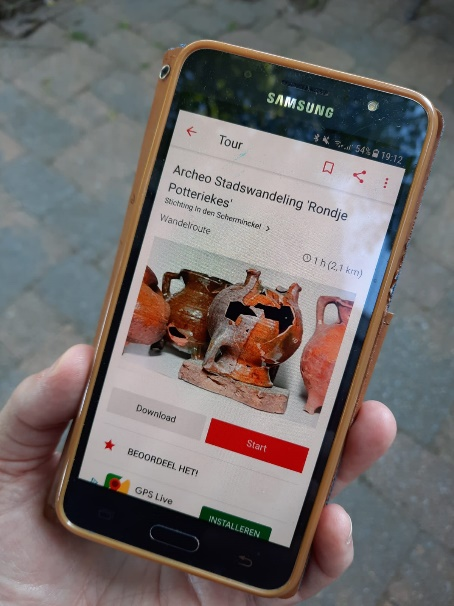 SAMSUNG
54% 19:12
Tour
Archeo Stadswandeling 'Rondje
Potteriekes'
Stichting In den Scherminckel >
Wandelroute
1 h (2,1 km)
Download
Start
BEOORDEEL HET!
GPS Live
INSTALLEREN